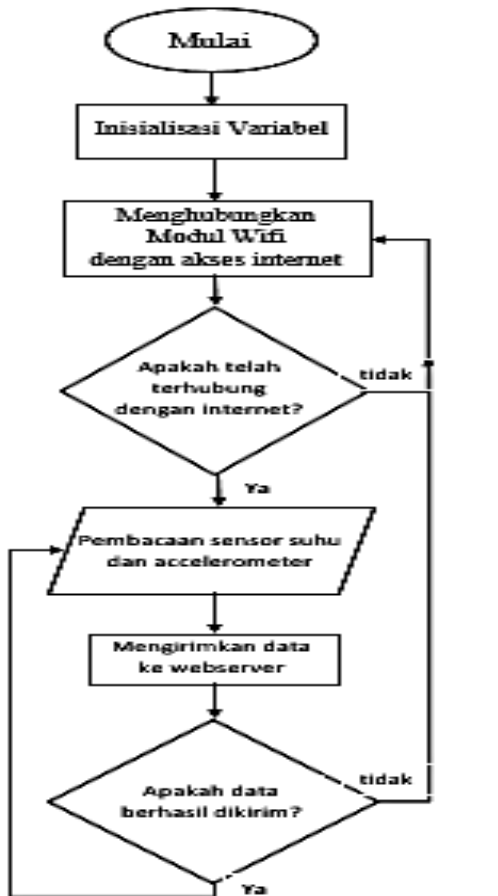 Mulai
Inisialisasi Variabel
Menghubungkan
Modul Wifi
dengan akses internet
Apakah telah
terhubung
dengan internet?
tidak
Ya
Pembacaan sensor suhu
dan accelerometer
Mengirimkan data
ke webserver
tidak
Apakah data
berhasil dikirim?
Ya